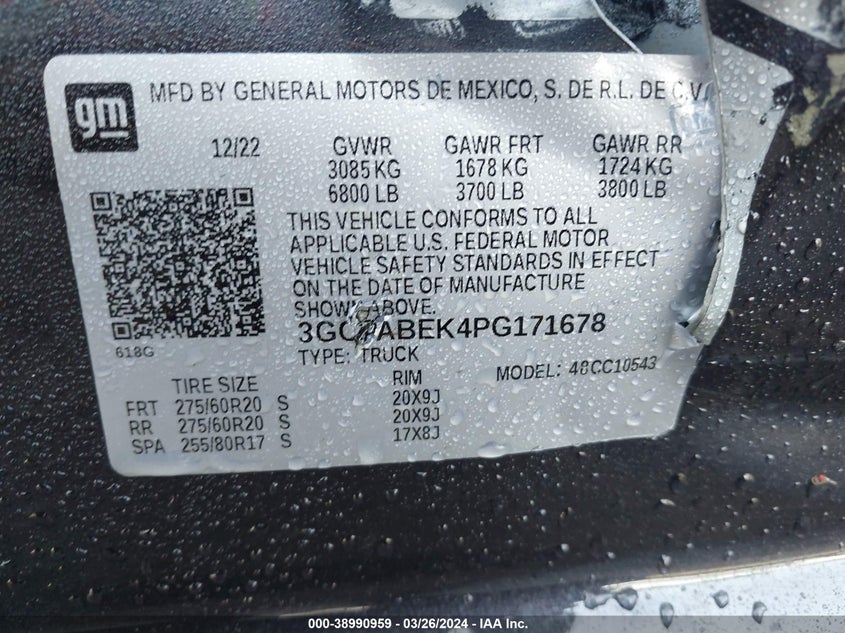 gm
MFD BY GENERAL MOTORS DE MEXICO, S. DE R.L. DE C.V.
12/22 GVWR GAWR FRT GAWR RR
3085 KG 1678 KG 1724 KG
6800 LB 3700 LB 3800 LB
THIS VEHICLE CONFORMS TO ALL
APPLICABLE U.S. FEDERAL MOTOR
VEHICLE SAFETY STANDARDS IN EFFECT
ON THE DATE OF MANUFACTURE
SHOWN ABOVE.
3GCPABEK4PG171678
618G
TYPE: TRUCK MODEL: 48CC10543
TIRE SIZE RIM
FRT 275/60R20 S 20X9J
RR 275/60R20 S 20X9J
SPA 255/80R17 S 17X8J
000-38990959 - 03/26/2024 - IAA Inc.